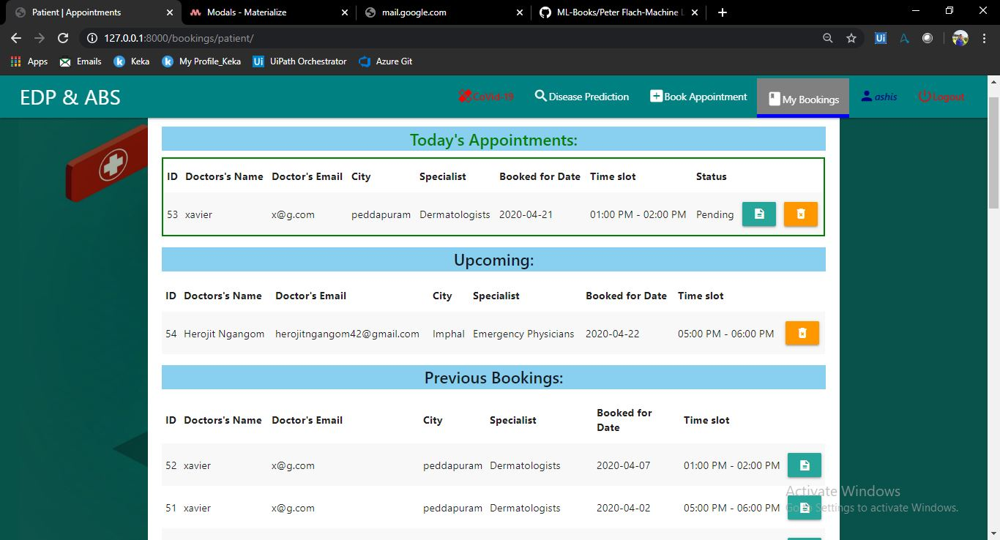 Patient | Appointments
Modals - Materialize
mail.google.com
ML-Books/Peter Flach-Machine
127.0.0.1:8000/bookings/patient/
Ui
Apps
Emails
k Keka
k My Profile_Keka
Ui UiPath Orchestrator
Azure Git
EDP & ABS
CoVid-19
Disease Prediction
Book Appointment
My Bookings
ashis
Logout
Today's Appointments:
ID Doctors's Name Doctor's Email City Specialist Booked for Date Time slot Status
53 xavier x@g.com peddapuram Dermatologists 2020-04-21 01:00 PM - 02:00 PM Pending
Upcoming:
ID Doctors's Name Doctor's Email City Specialist Booked for Date Time slot
54 Herojit Ngangom herojitngangom42@gmail.com Imphal Emergency Physicians 2020-04-22 05:00 PM - 06:00 PM
Previous Bookings:
ID Doctors's Name Doctor's Email City Specialist Booked for Date Time slot
52 xavier x@g.com peddapuram Dermatologists 2020-04-07 01:00 PM - 02:00 PM
51 xavier x@g.com peddapuram Dermatologists 2020-04-02 05:00 PM - 06:00 PM
Activate Windows
Go to Settings to activate Windows.